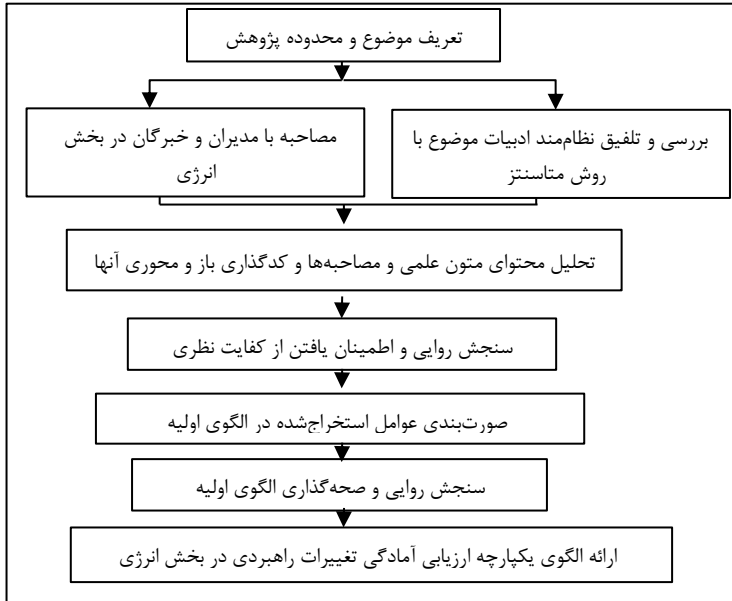 تعریف موضوع و محدوده پژوهش
بررسی و تلفیق نظام‌مند ادبیات موضوع با
روش متاسنتز
مصاحبه با مدیران و خبرگان در بخش
انرژی
تحلیل محتوای متون علمی و مصاحبه‌ها و کدگذاری باز و محوری آنها
سنجش روایی و اطمینان یافتن از کفایت نظری
صورت‌بندی عوامل استخراج‌شده در الگوی اولیه
سنجش روایی و صحه‌گذاری الگوی اولیه
ارائه الگوی یکپارچه ارزیابی آمادگی تغییرات راهبردی در بخش انرژی